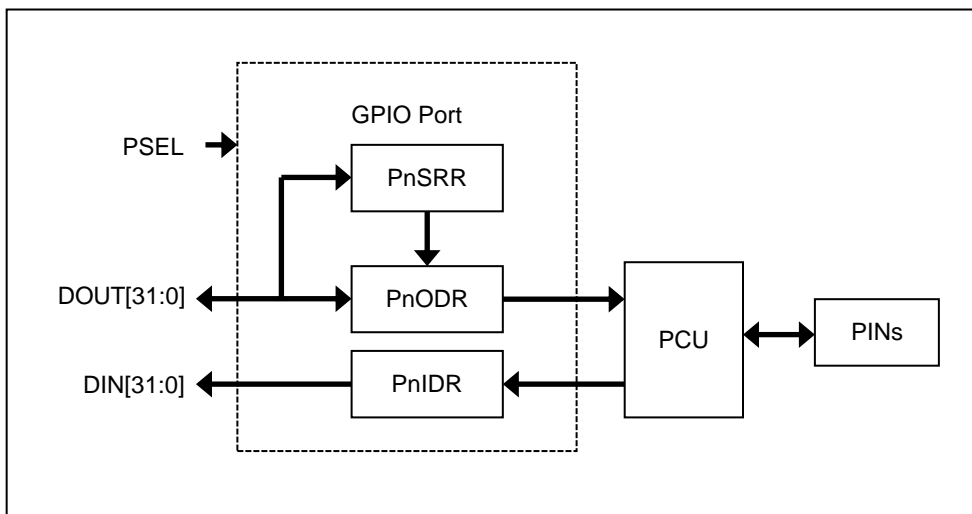 GPIO Port
PSEL
PnSRR
DOUT[31:0]
PnODR
PCU
PINs
DIN[31:0]
PnIDR